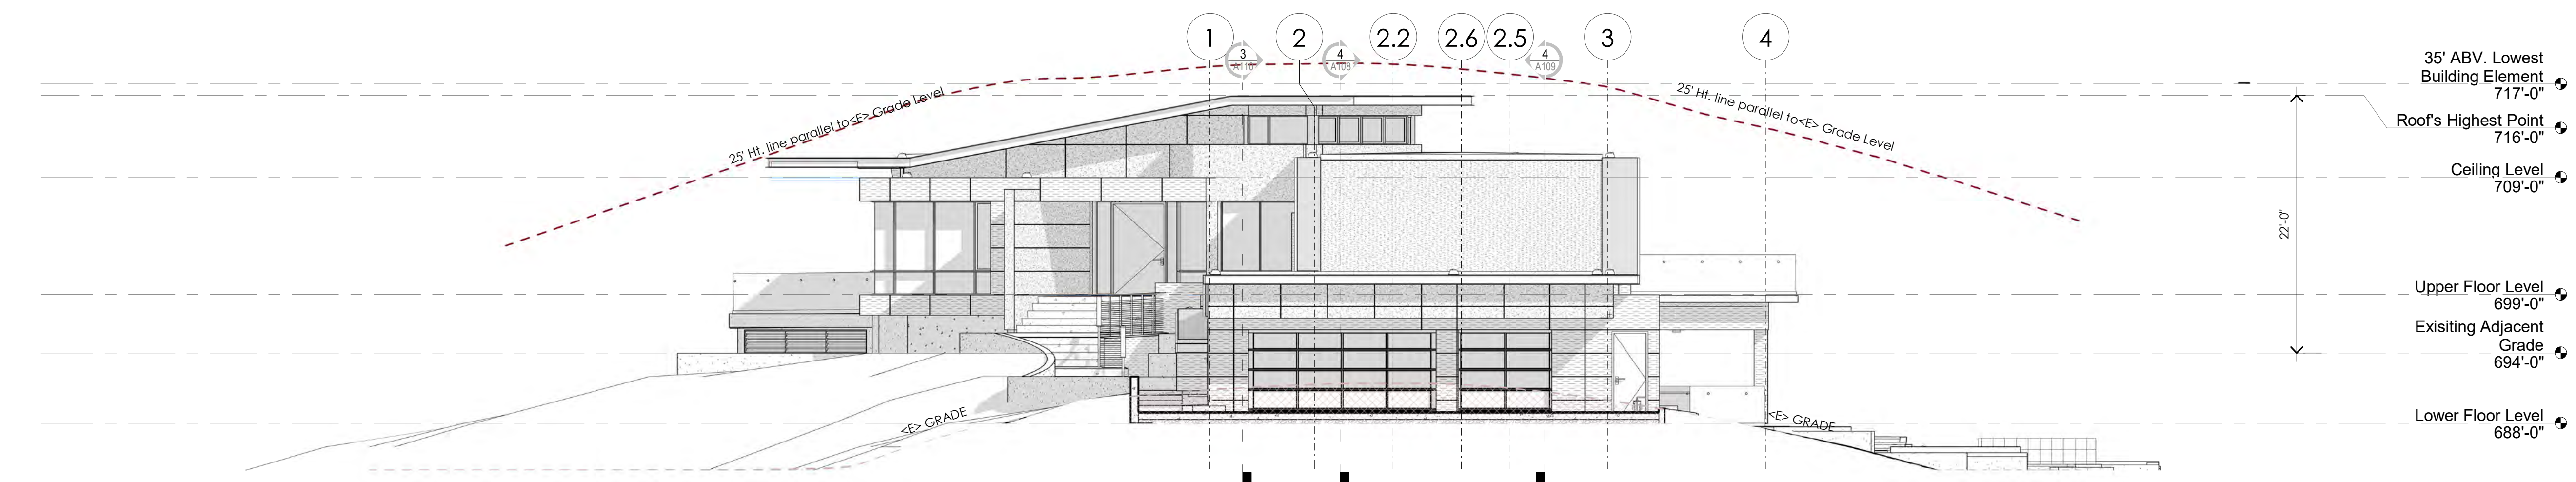 1
2
2.2
2.6
2.5
3
4
3
A110
4
A108
4
A109
35' ABV. Lowest
Building Element
717'-0"
25' Ht. line parallel to<E> Grade Level
25' Ht. line parallel to<E> Grade Level
Roof's Highest Point
716'-0"
Ceiling Level
709'-0"
22'-0"
Upper Floor Level
699'-0"
Exisiting Adjacent
Grade
694'-0"
<E> GRADE
<E> GRADE
Lower Floor Level
688'-0"